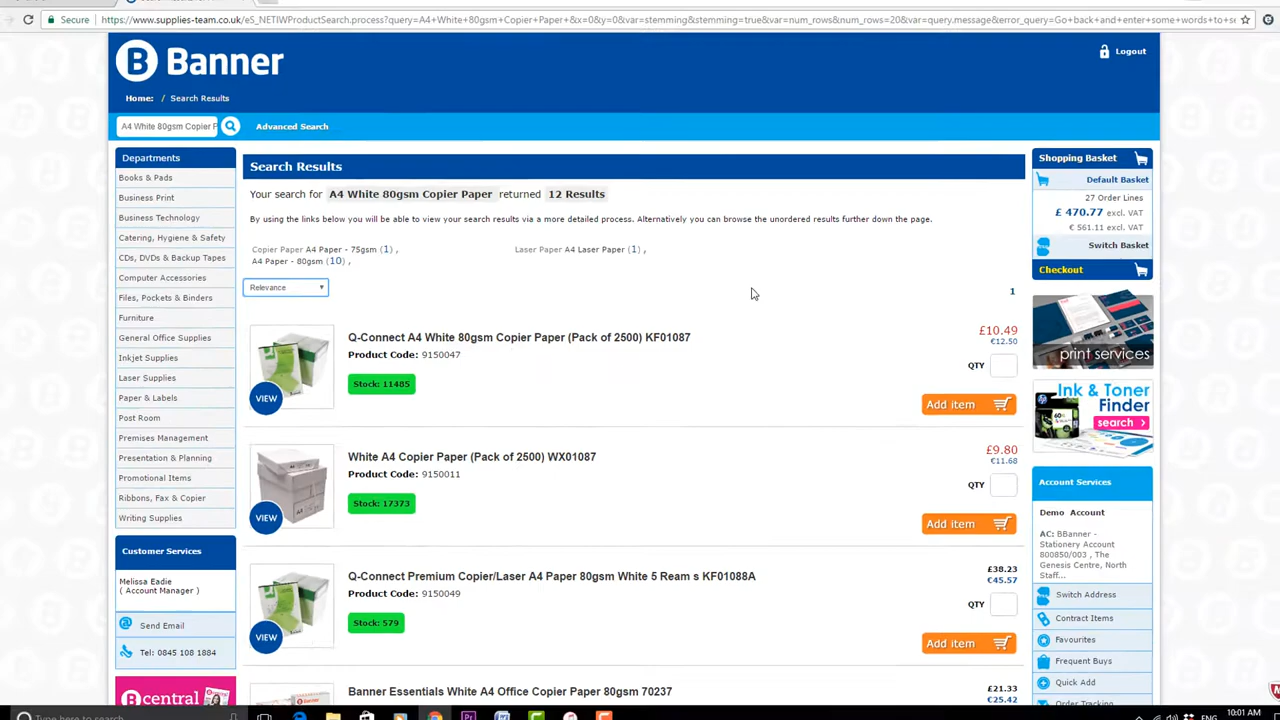 Secure
https://www.supplies-team.co.uk/eS_NETIWProductSearch.process?query=A4+White+80gsm+Copier+Paper+&x=0&y=0&var=stemming&stemming=true&var=num_rows&num_rows=20&var=query.message&error_query=Go+back+and+enter+some+words+to+se
B Banner
Logout
Home: / Search Results
A4 White 80gsm Copier P
Advanced Search
Departments
Books & Pads
Business Print
Business Technology
Catering, Hygiene & Safety
CDs, DVDs & Backup Tapes
Computer Accessories
Files, Pockets & Binders
Furniture
General Office Supplies
Inkjet Supplies
Laser Supplies
Paper & Labels
Post Room
Premises Management
Presentation & Planning
Promotional Items
Ribbons, Fax & Copier
Writing Supplies
Customer Services
Melissa Eadie
( Account Manager )
Send Email
Tel: 0845 108 1884
B central
Search Results
Your search for A4 White 80gsm Copier Paper returned 12 Results
By using the links below you will be able to view your search results via a more detailed process. Alternatively you can browse the unordered results further down the page.
Copier Paper A4 Paper - 75gsm (1) ,
A4 Paper - 80gsm (10) ,
Laser Paper A4 Laser Paper (1) ,
Relevance
1
Q-Connect A4 White 80gsm Copier Paper (Pack of 2500) KF01087
Product Code: 9150047
Stock: 11485
VIEW
£10.49
€12.50
QTY
Add item
White A4 Copier Paper (Pack of 2500) WX01087
Product Code: 9150011
Stock: 17373
VIEW
£9.80
€11.68
QTY
Add item
Connect Premium Copier/Laser A4 Paper 80gsm White 5 Ream s KF01088A
Product Code: 9150049
Stock: 579
VIEW
£38.23
€45.57
QTY
Add item
Banner Essentials White A4 Office Copier Paper 80gsm 70237
£21.33
€25.42
Shopping Basket
Default Basket
27 Order Lines
£ 470.77 excl. VAT
€ 561.11 excl. VAT
Switch Basket
Checkout
print services
Ink & Toner
Finder
search >
Account Services
Demo Account
AC: BBanner -
Stationery Account
800850/003 , The
Genesis Centre, North
Staff...
Switch Address
Contract Items
Favourites
Frequent Buys
Quick Add
Order Tracking
Type here to search
ENG
10:01 AM